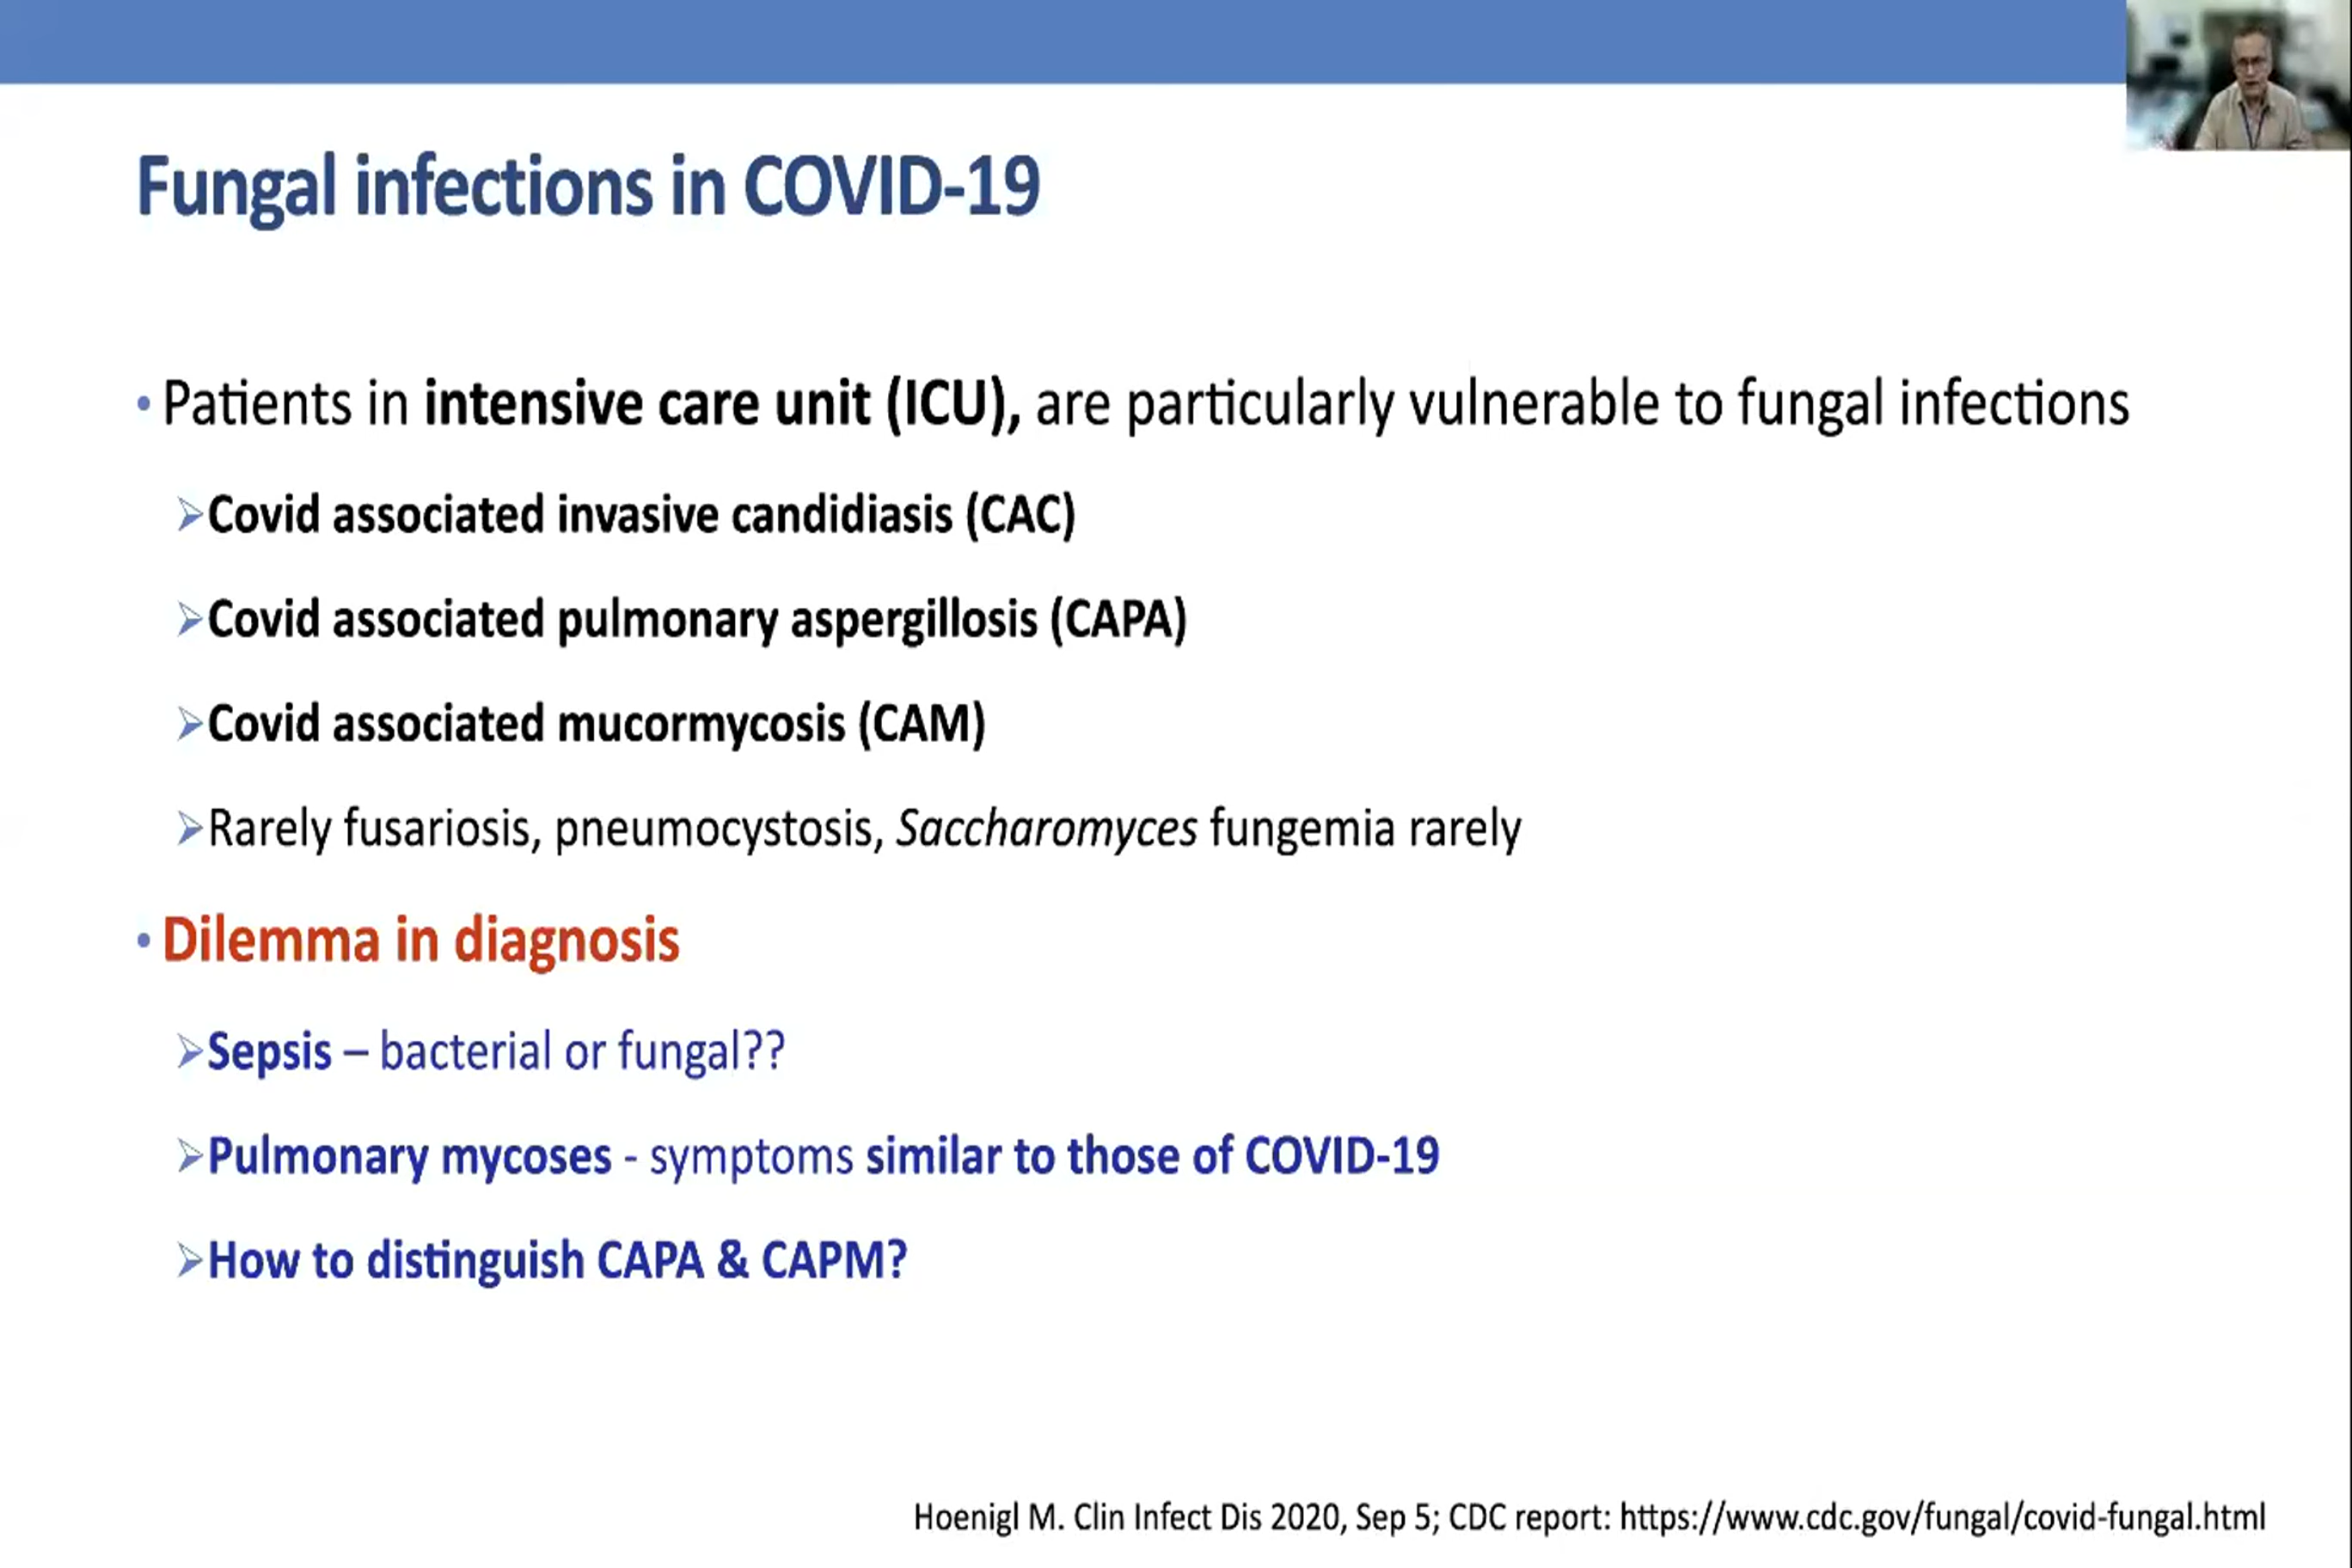 Fungal infections in COVID-19
• Patients in intensive care unit (ICU), are particularly vulnerable to fungal infections
➢Covid associated invasive candidiasis (CAC)
➢Covid associated pulmonary aspergillosis (CAPA)
➢Covid associated mucormycosis (CAM)
➢Rarely fusariosis, pneumocystosis, Saccharomyces fungemia rarely
• Dilemma in diagnosis
➢Sepsis – bacterial or fungal??
➢Pulmonary mycoses - symptoms similar to those of COVID-19
➢How to distinguish CAPA & CAPM?
Hoenigl M. Clin Infect Dis 2020, Sep 5; CDC report: https://www.cdc.gov/fungal/covid-fungal.html